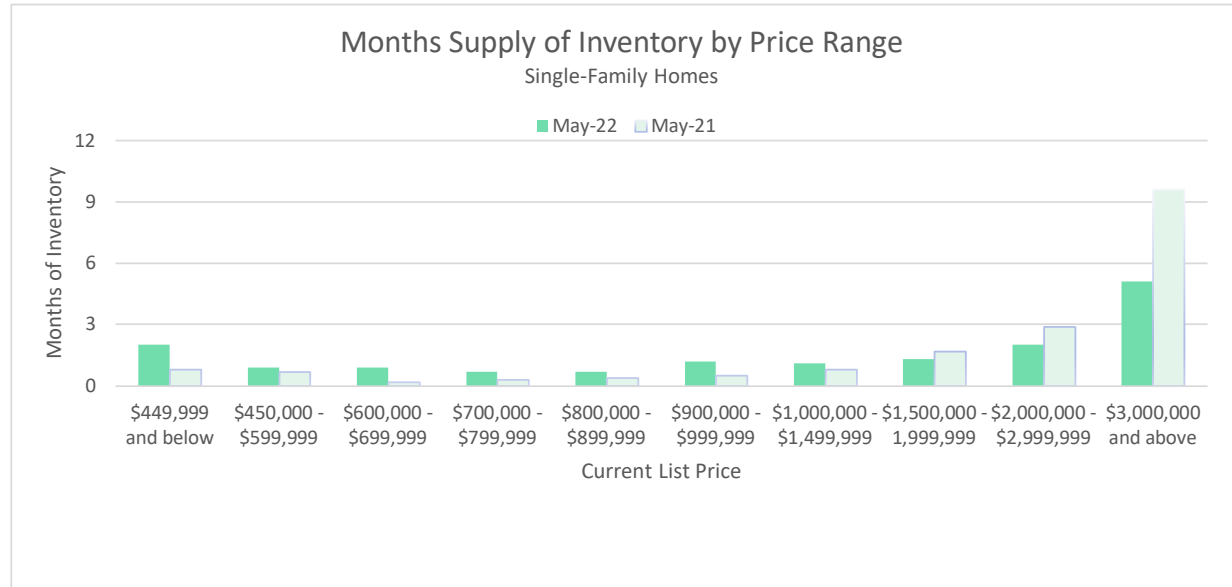 Months Supply of Inventory by Price Range
Single-Family Homes
May-22 May-21
12
9
6
3
0
Months of Inventory
$449,999 $450,000 - $600,000 - $700,000 - $800,000 - $900,000 - $1,000,000 - $1,500,000 - $2,000,000 - $3,000,000
and below $599,999 $699,999 $799,999 $899,999 $999,999 $1,499,999 1,999,999 $2,999,999 and above
Current List Price